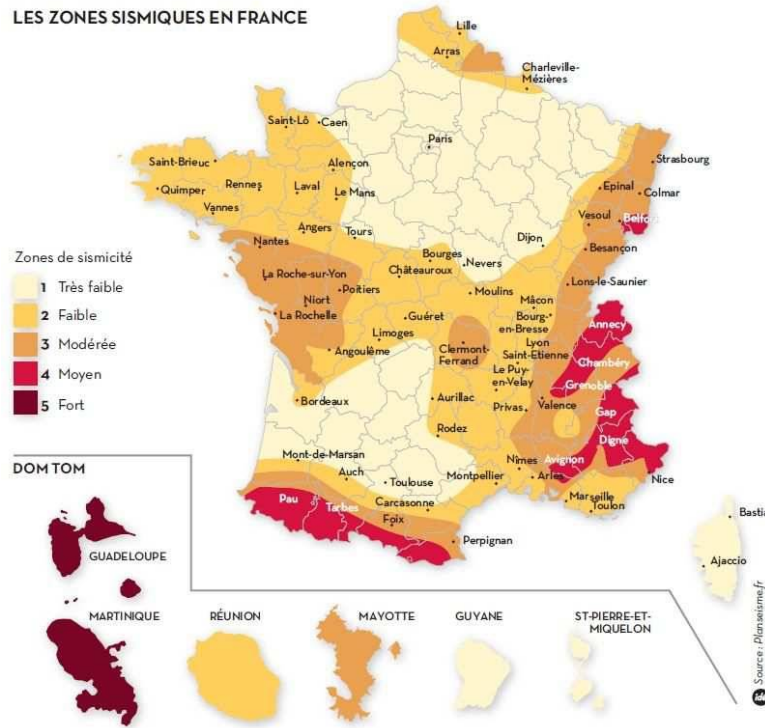 LES ZONES SISMIQUES EN FRANCE
Lille
Arras
Charleville-
Mézières
Saint-Lô
Caen
Paris
Strasbourg
Saint-Brieuc
Alençon
Epinal
Colmar
Quimper
Rennes
Laval
Le Mans
Vannes
Vesoul
Belfort
Angers
Tours
Dijon
Besançon
Nantes
Bourges
Nevers
Zones de sismicité
Châteauroux
Lons-le-Saunier
La Roche-sur-Yon
Poitiers
Moulins
1 Très faible
Niort
Mâcon
2 Faible
La Rochelle
Guéret
Bourg-
en-Bresse
Annecy
3 Modérée
Limoges
Clermont-
Ferrand
Lyon
Saint-Etienne
Chambéry
4 Moyen
Angoulême
Le Puy
en-Velay
Grenoble
5 Fort
Bordeaux
Aurillac
Privas
Valence
Gap
Rodez
Digne
Mont-de-Marsan
Nîmes
Avignon
DOM TOM
Auch
Toulouse
Montpellier
Arles
Nice
Pau
Tarbes
Carcasonne
Marseille
Toulon
Foix
Perpignan
Bastia
Ajaccio
GUADELOUPE
MARTINIQUE
RÉUNION
MAYOTTE
GUYANE
ST-PIERRE-ET-
MIQUELON
Source : Planseisme.fr
idé